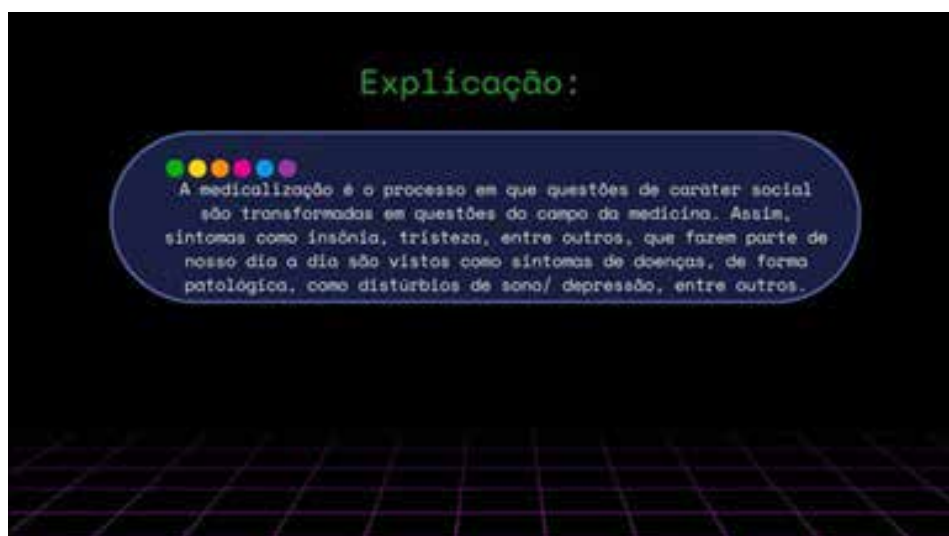 Explicação:
A medicalização é o processo em que questões de caráter social
são transformadas em questões do campo da medicina. Assim,
sintomas como insônia, tristeza, entre outros, que fazem parte de
nosso dia a dia são vistos como sintomas de doenças, de forma
patológica, como distúrbios de sono/ depressão, entre outros.